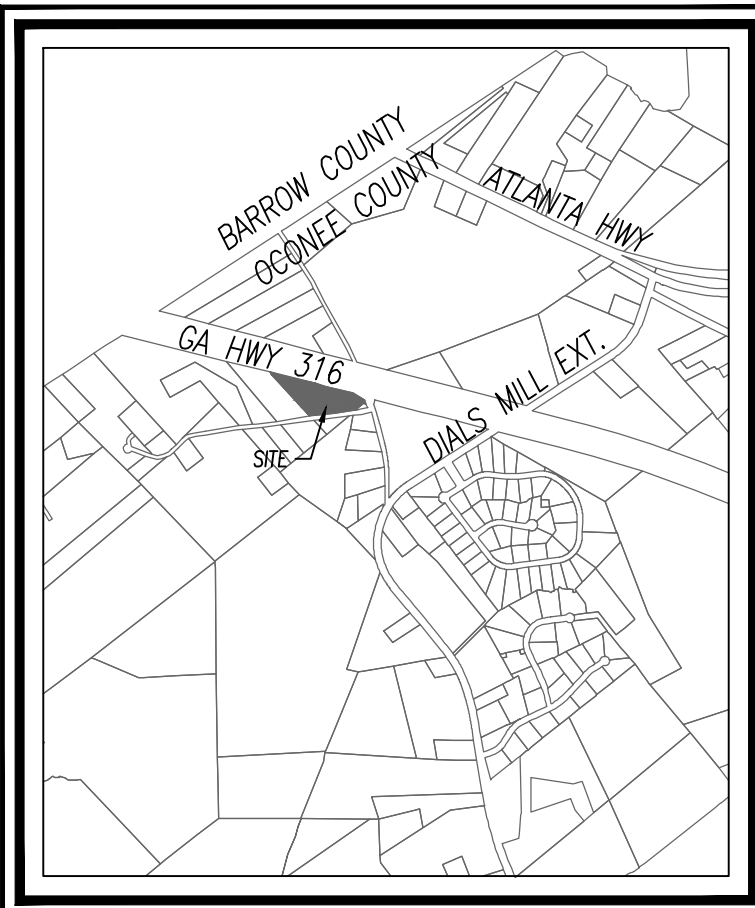 BARROW COUNTY
OCONEE COUNTY
ATLANTA HWY
GA HWY 316
DIALS MILL EXT.
SITE